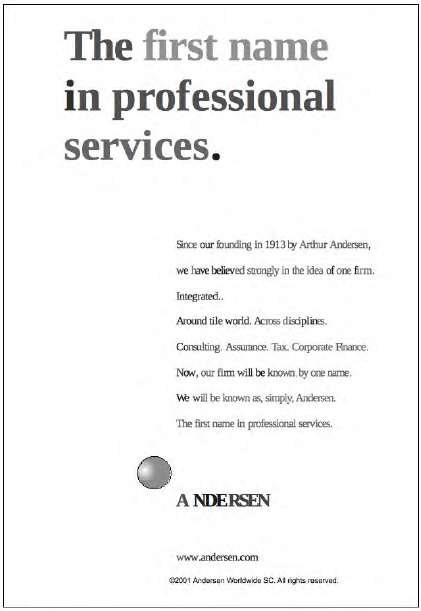 The first name
in professional
services.
Since our founding in 1913 by Arthur Andersen,
we have believed strongly in the idea of one firm.
Integrated..
Around tile world. Across disciplines.
Consulting. Assurance. Tax. Corporate Finance.
Now, our firm will be known by one name.
We will be known as, simply, Andersen.
The first name in professional services.
A NDERSEN
www.andersen.com
©2001 Andersen Worldwide SC. All rights reserved.